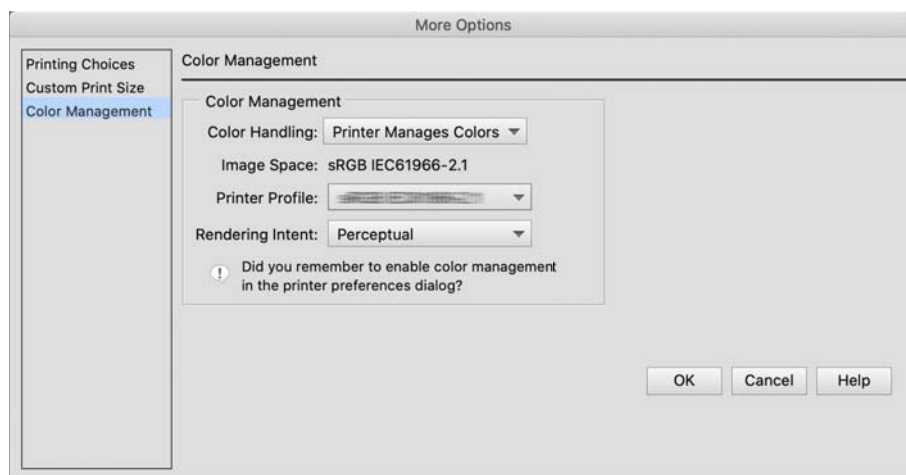 More Options
Printing Choices
Custom Print Size
Color Management
Color Management
Color Management
Color Handling: Printer Manages Colors
Image Space: sRGB IEC61966-2.1
Printer Profile:
Rendering Intent: Perceptual
! Did you remember to enable color management
in the printer preferences dialog?
OK Cancel Help